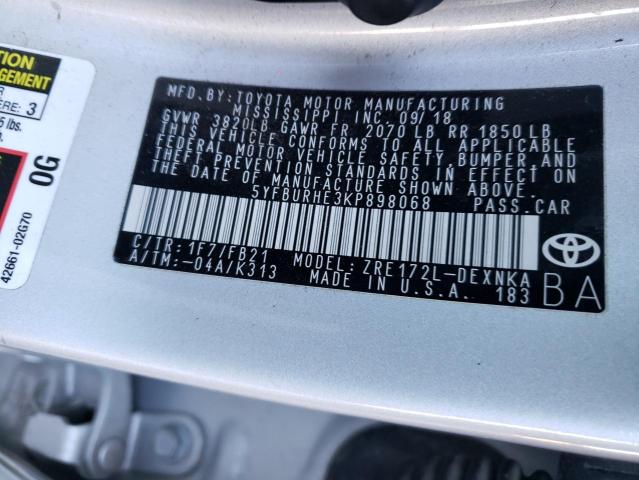 MFD. BY: TOYOTA MOTOR MANUFACTURING
MISSISSIPPI INC. 09/18
GVWR 3820LB GAWR FR 2070 LB RR 1850 LB
THIS VEHICLE CONFORMS TO ALL APPLICABLE
FEDERAL MOTOR VEHICLE SAFETY, BUMPER, AND
THEFT PREVENTION STANDARDS IN EFFECT ON
THE DATE OF MANUFACTURE SHOWN ABOVE.
5YFBURHE3KP898068 PASS.CAR
C/TR: 1F7/FB21 MODEL: ZRE172L-DEXNKA
A/TM: -04A/K313 MADE IN U.S.A. 183
BA
3
0G
42661-02G70